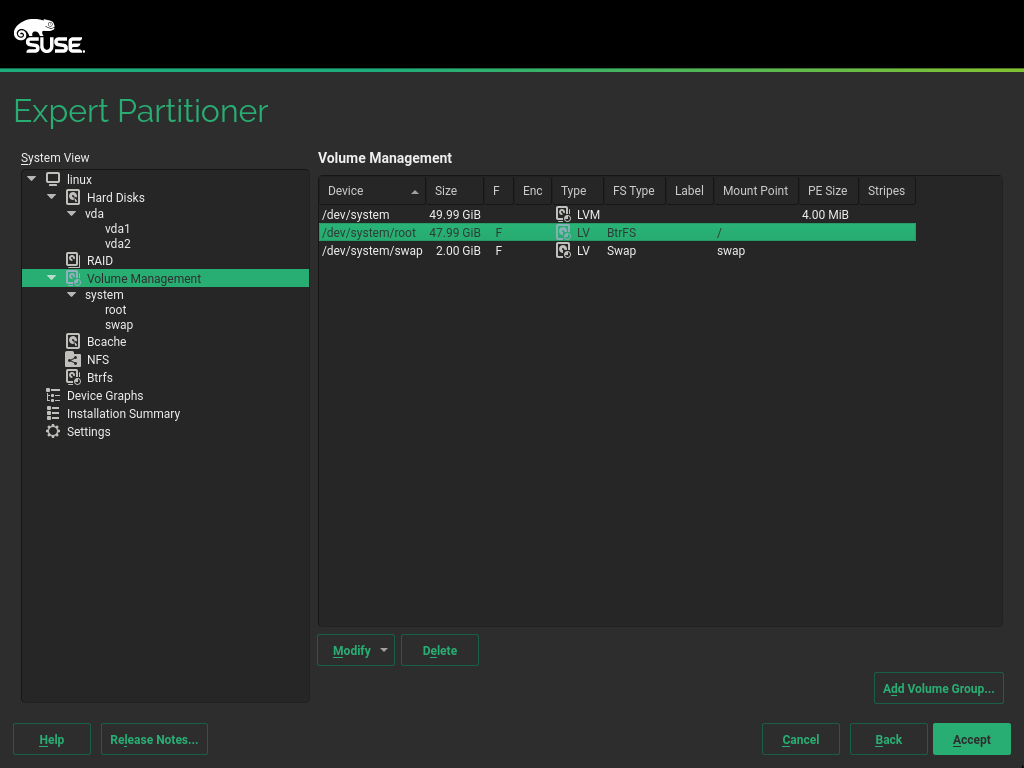 SUSE.
Expert Partitioner
System View
linux
Hard Disks
vda
vda1
vda2
RAID
Volume Management
system
root
swap
Bcache
NFS
Btrfs
Device Graphs
Installation Summary
Settings
Volume Management
Device Size F Enc Type FS Type Label Mount Point PE Size Stripes
/dev/system 49.99 GiB LVM 4.00 MiB
/dev/system/root 47.99 GiB F LV BtrFS /
/dev/system/swap 2.00 GiB F LV Swap swap
Modify Delete
Add Volume Group...
Help Release Notes... Cancel Back Accept